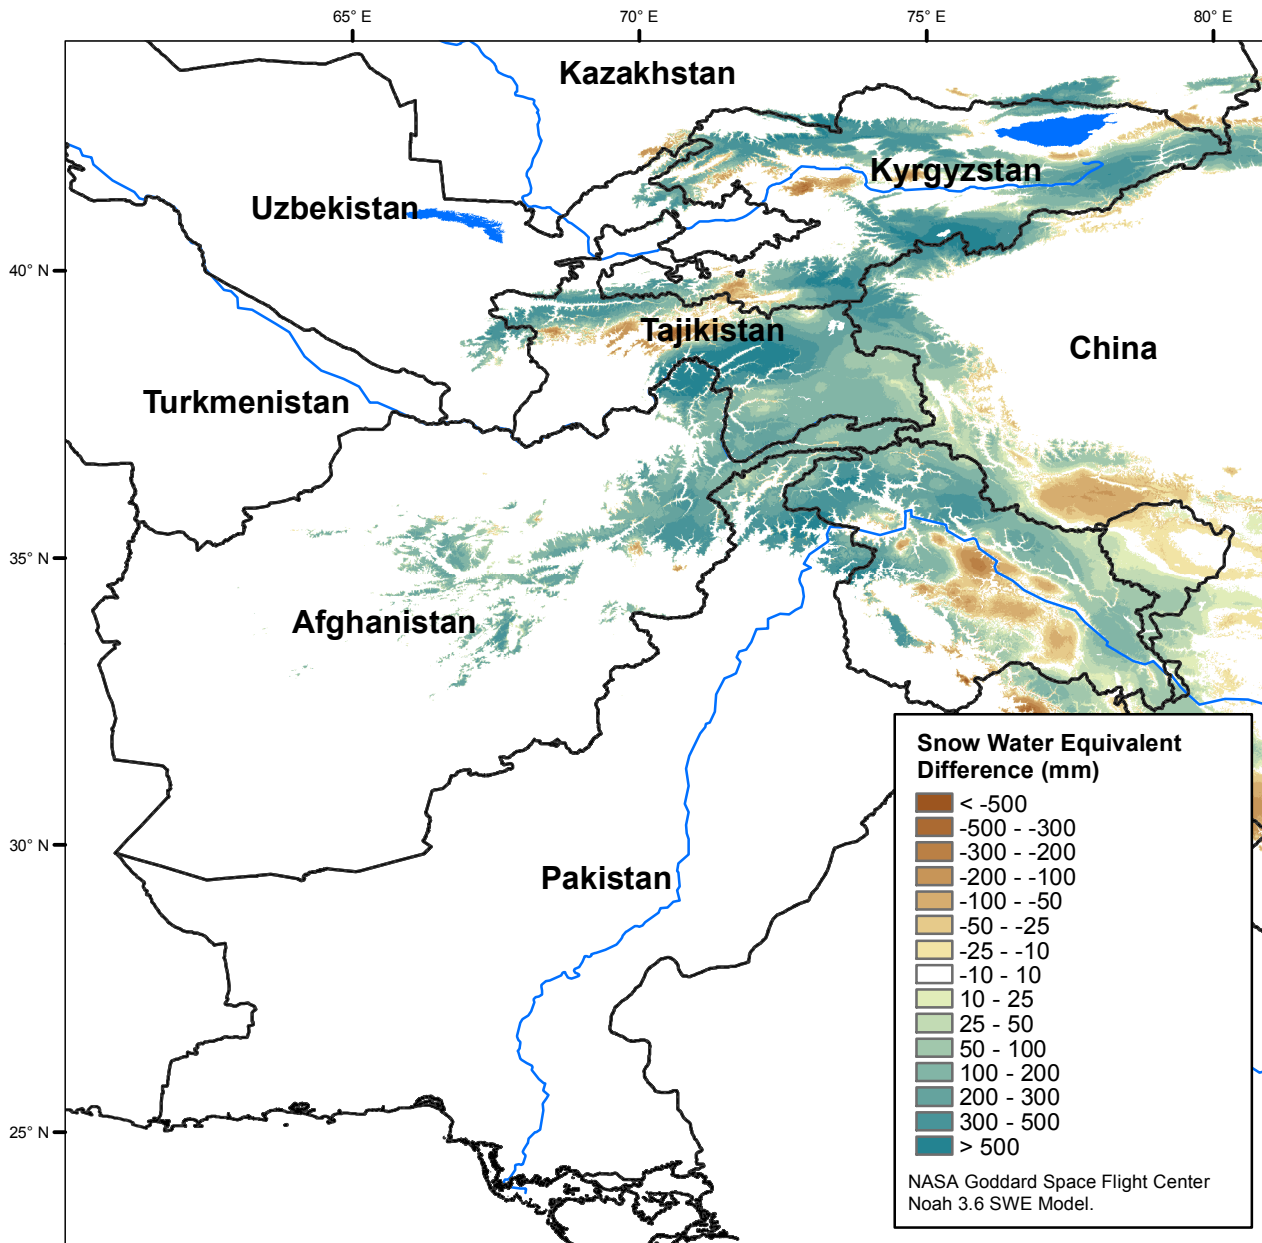 65° E
70° E
75° E
80° E
Kazakhstan
Kyrgyzstan
Uzbekistan
40° N
Tajikistan
China
Turkmenistan
35° N
Afghanistan
30° N
Pakistan
25° N
Snow Water Equivalent
Difference (mm)
< -500
-500 - -300
-300 - -200
-200 - -100
-100 - -50
-50 - -25
-25 - -10
-10 - 10
10 - 25
25 - 50
50 - 100
100 - 200
200 - 300
300 - 500
> 500
NASA Goddard Space Flight Center
Noah 3.6 SWE Model.